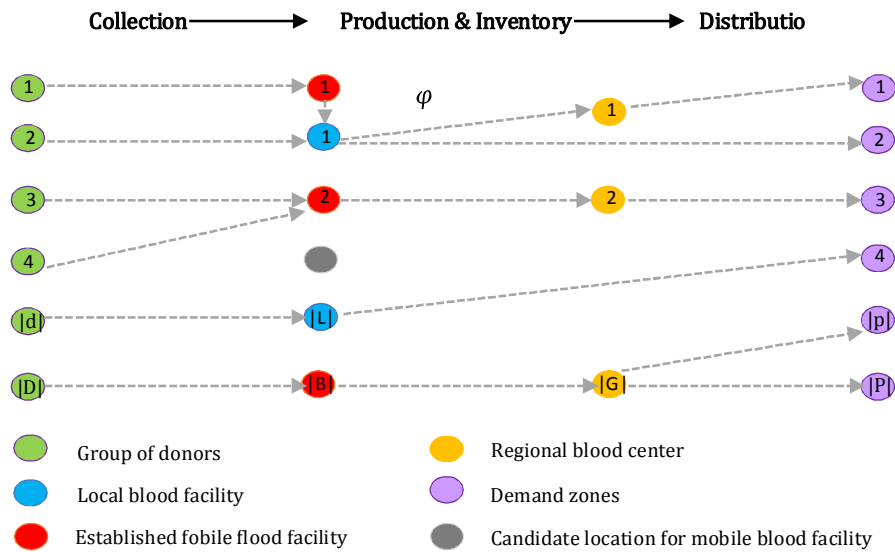 Collection Production & Inventory Distributio
1 1 φ 1 1
2 1 2
3 2 2 3
4 4
|d| |L| |p|
|D| |B| |G| |P|
Group of donors Regional blood center
Local blood facility Demand zones
Established fobile flood facility Candidate location for mobile blood facility